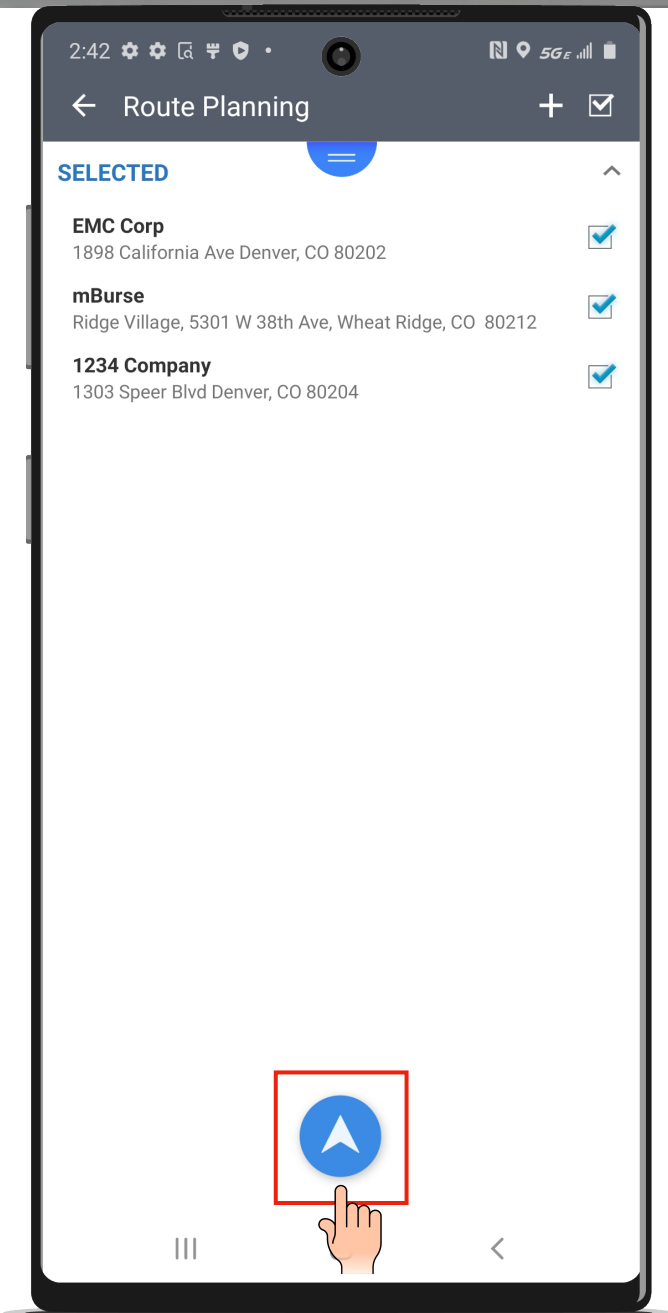 2:42
5GE
Route Planning
SELECTED
EMC Corp
1898 California Ave Denver, CO 80202
mBurse
Ridge Village, 5301 W 38th Ave, Wheat Ridge, CO 80212
1234 Company
1303 Speer Blvd Denver, CO 80204